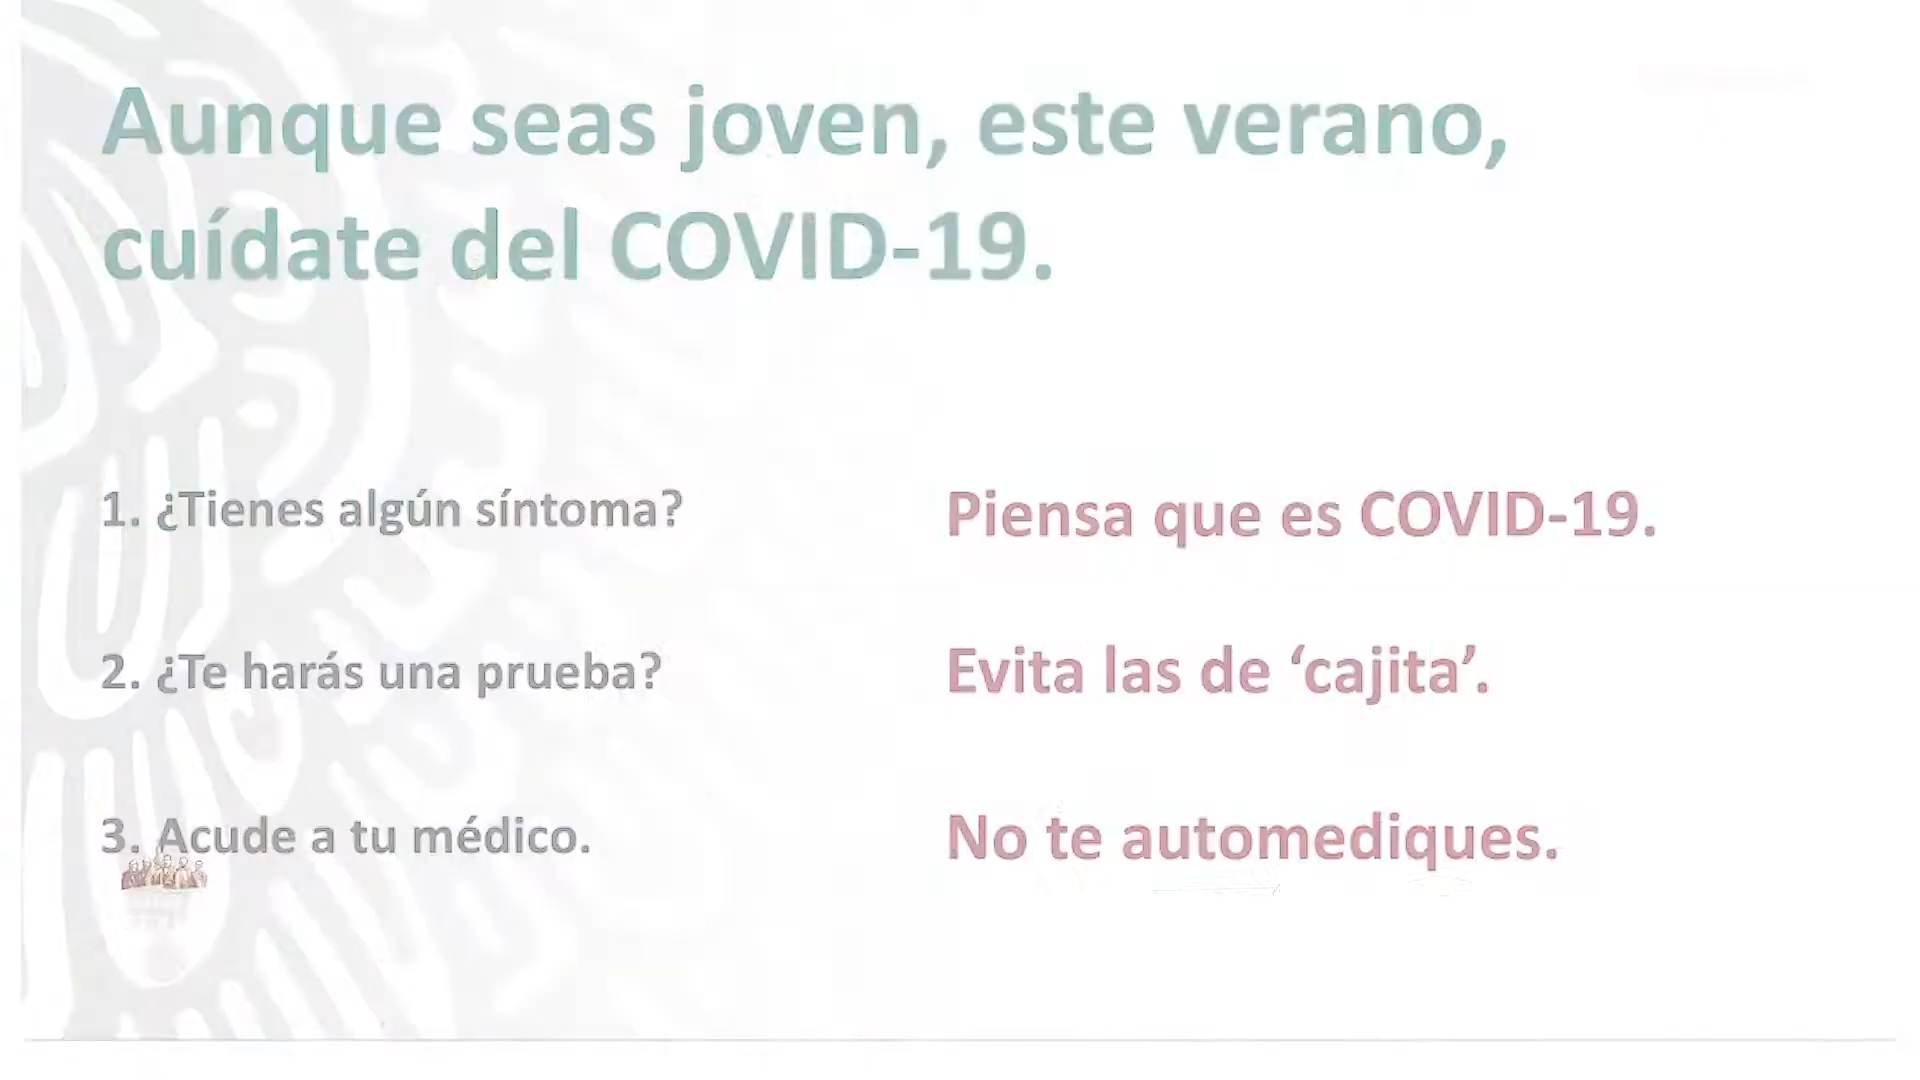 Aunque seas joven, este verano,
cuídate del COVID-19.
1. ¿Tienes algún síntoma?
Piensa que es COVID-19.
2. ¿Te harás una prueba?
Evita las de ‘cajita’.
3. Acude a tu médico.
No te automediques.